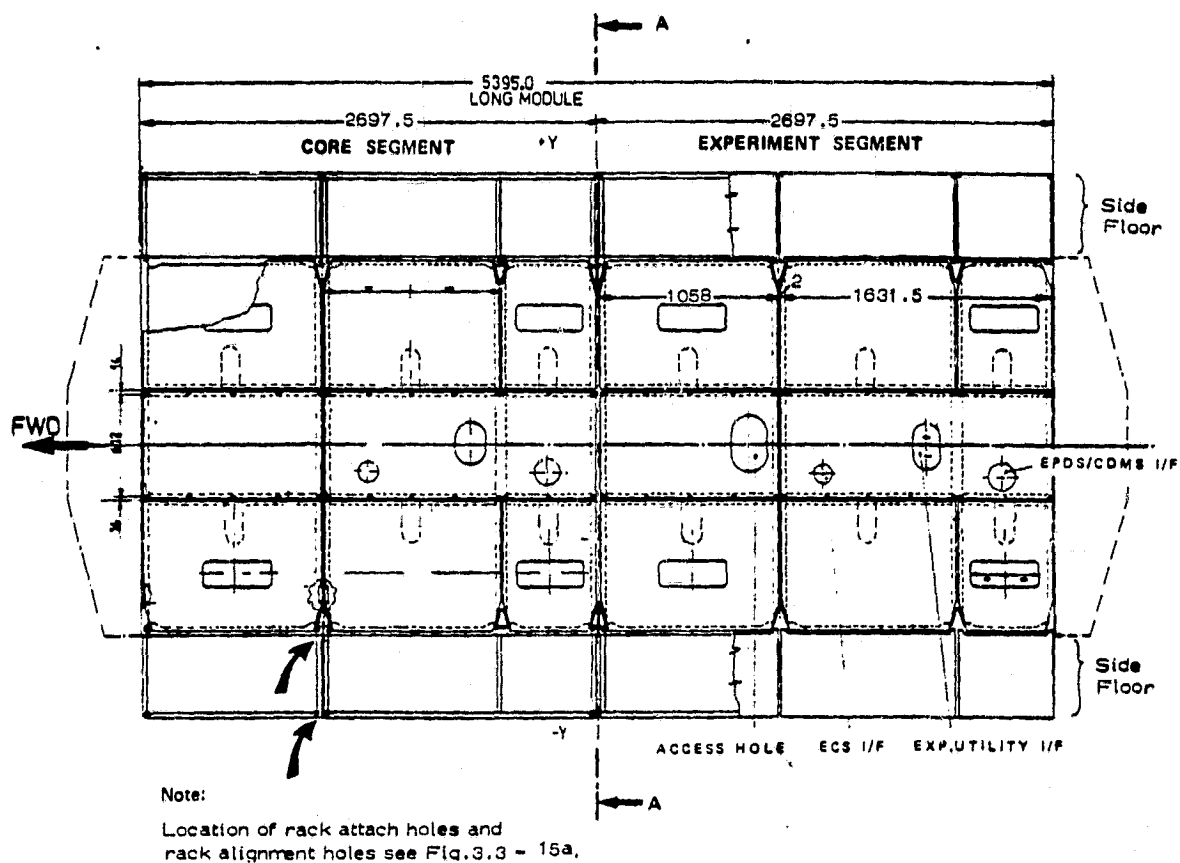 A
5395.0
LONG MODULE
2697.5
2697.5
CORE SEGMENT
+Y
EXPERIMENT SEGMENT
Side
Floor
2
1058
1631.5
FWD
EPDS/CDMS I/F
Side
Floor
-Y
ACCESS HOLE
ECS I/F
EXP.UTILITY I/F
A
Note:
Location of rack attach holes and
rack alignment holes see Fig.3.3 - 15a.